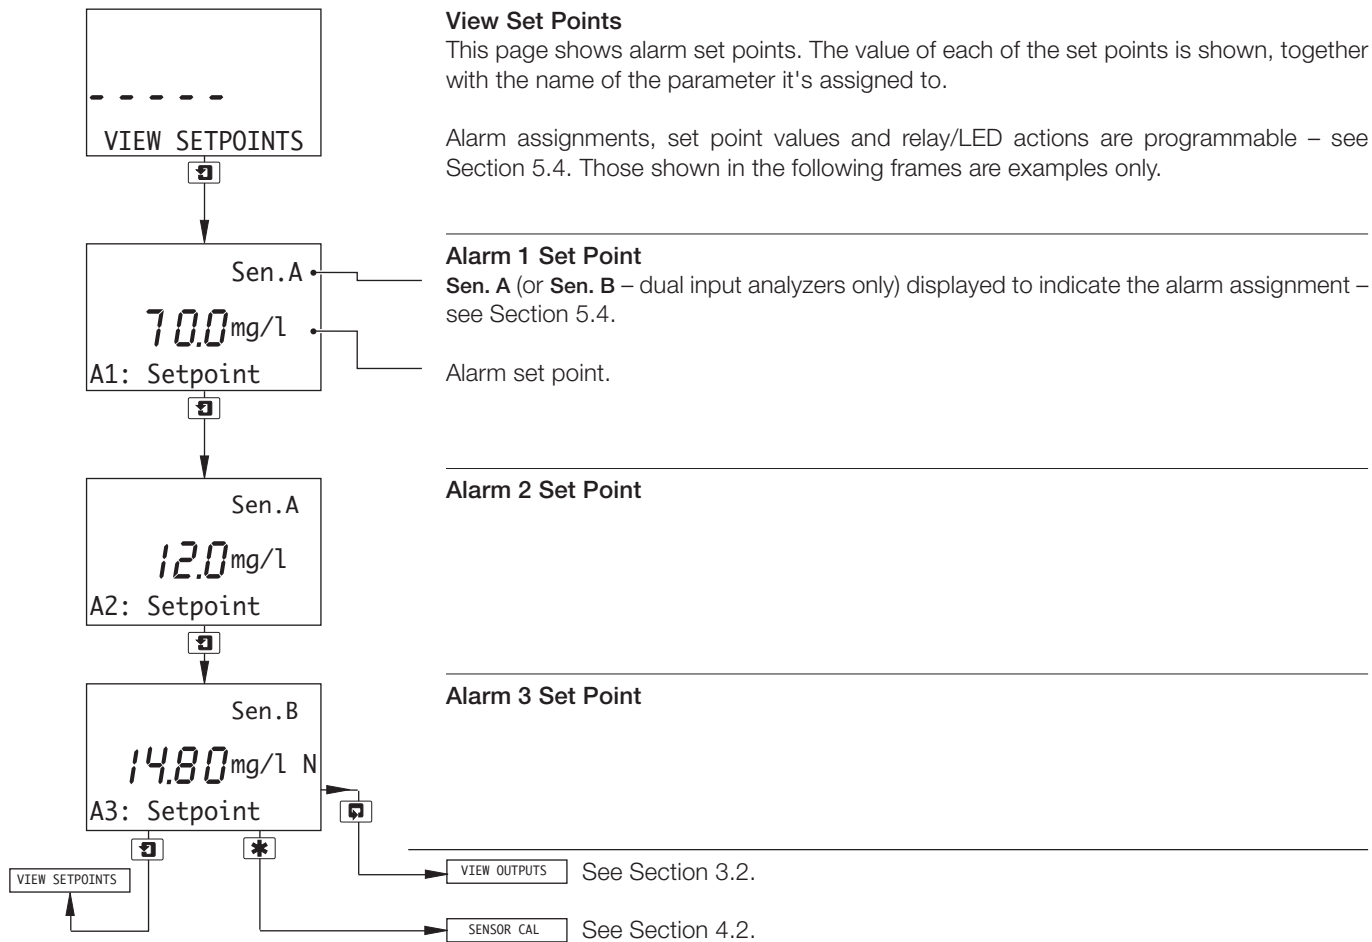 View Set Points
This page shows alarm set points. The value of each of the set points is shown, together
with the name of the parameter it's assigned to.
- - - - -
VIEW SETPOINTS
Alarm assignments, set point values and relay/LED actions are programmable – see
Section 5.4. Those shown in the following frames are examples only.
Alarm 1 Set Point
Sen.A
Sen. A (or Sen. B – dual input analyzers only) displayed to indicate the alarm assignment –
see Section 5.4.
70.0 mg/l
A1: Setpoint
Alarm set point.
Alarm 2 Set Point
Sen.A
12.0 mg/l
A2: Setpoint
Alarm 3 Set Point
Sen.B
14.80 mg/l N
A3: Setpoint
VIEW SETPOINTS
VIEW OUTPUTS See Section 3.2.
SENSOR CAL See Section 4.2.